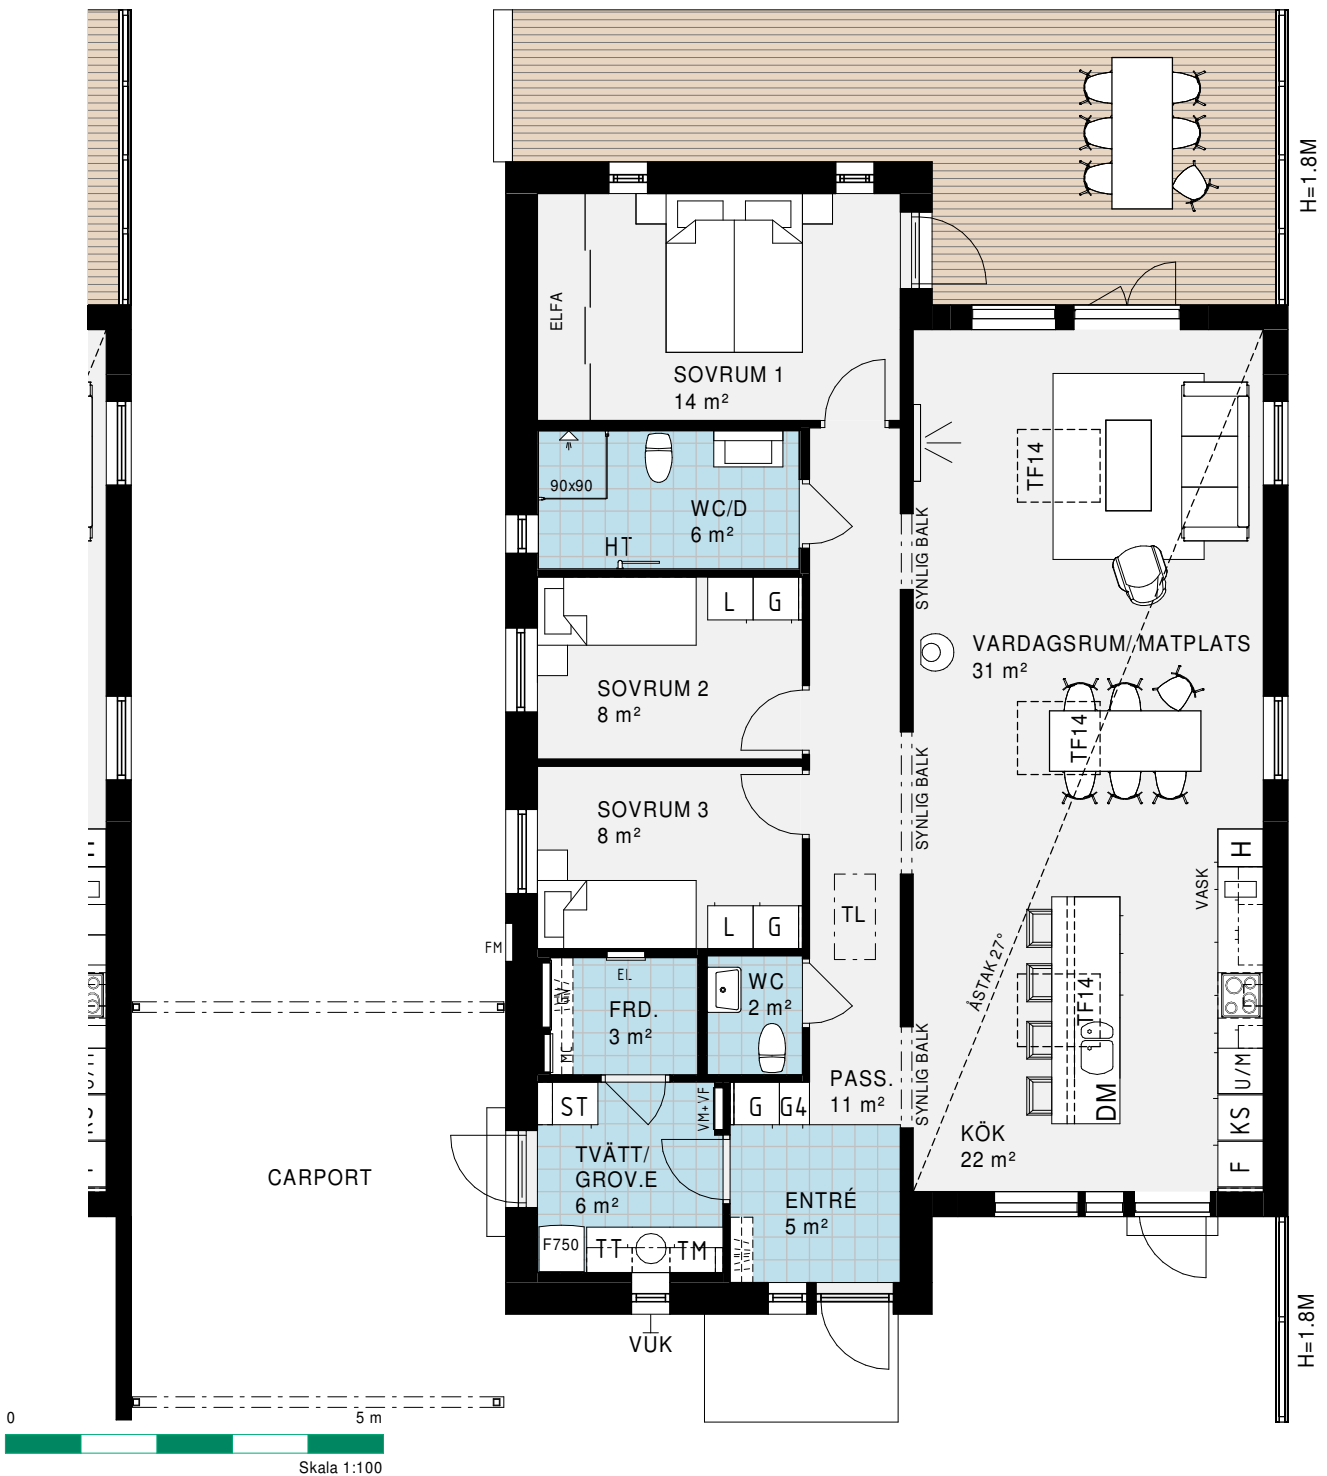 H=1.8M
ELFA
SOVRUM 1
14 m²
TF14
90x90
WC/D
6 m²
HT
SYNLIG BALK
L
G
VARDAGSRUM/ MATPLATS
31 m²
SOVRUM 2
8 m²
TF14
SYNLIG BALK
SOVRUM 3
8 m²
H
VASK
L
G
TL
FM
EL
FRD.
3 m²
WC
2 m²
ÅSTAK 27°
TF14
DM
SYNLIG BALK
U/M
KS
F
PASS.
11 m²
KÖK
22 m²
ST
VM+VF
G
G4
TVÄTT/
GROV.E
6 m²
CARPORT
ENTRÉ
5 m²
F750
TT
TM
VUK
H=1.8M
0
5 m
Skala 1:100